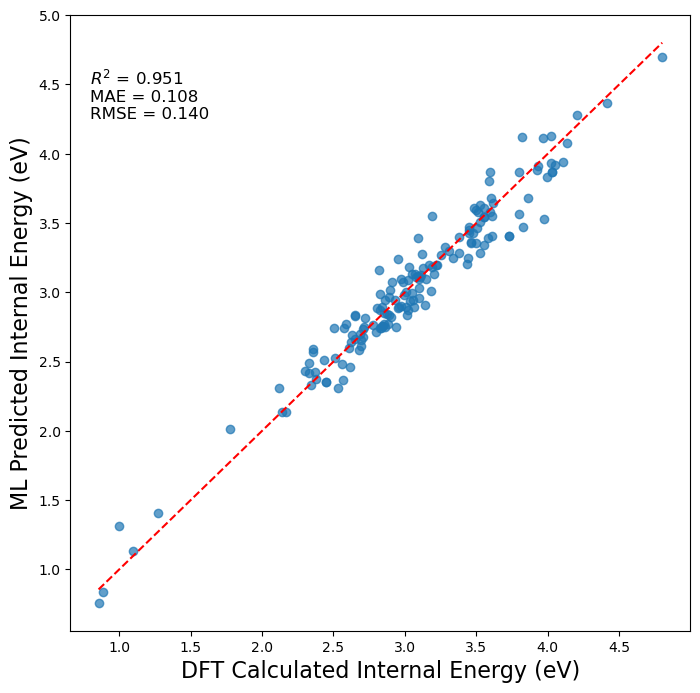 R² = 0.951
MAE = 0.108
RMSE = 0.140
5.0
4.5
4.0
3.5
3.0
2.5
2.0
1.5
1.0
ML Predicted Internal Energy (eV)
1.0 1.5 2.0 2.5 3.0 3.5 4.0 4.5
DFT Calculated Internal Energy (eV)